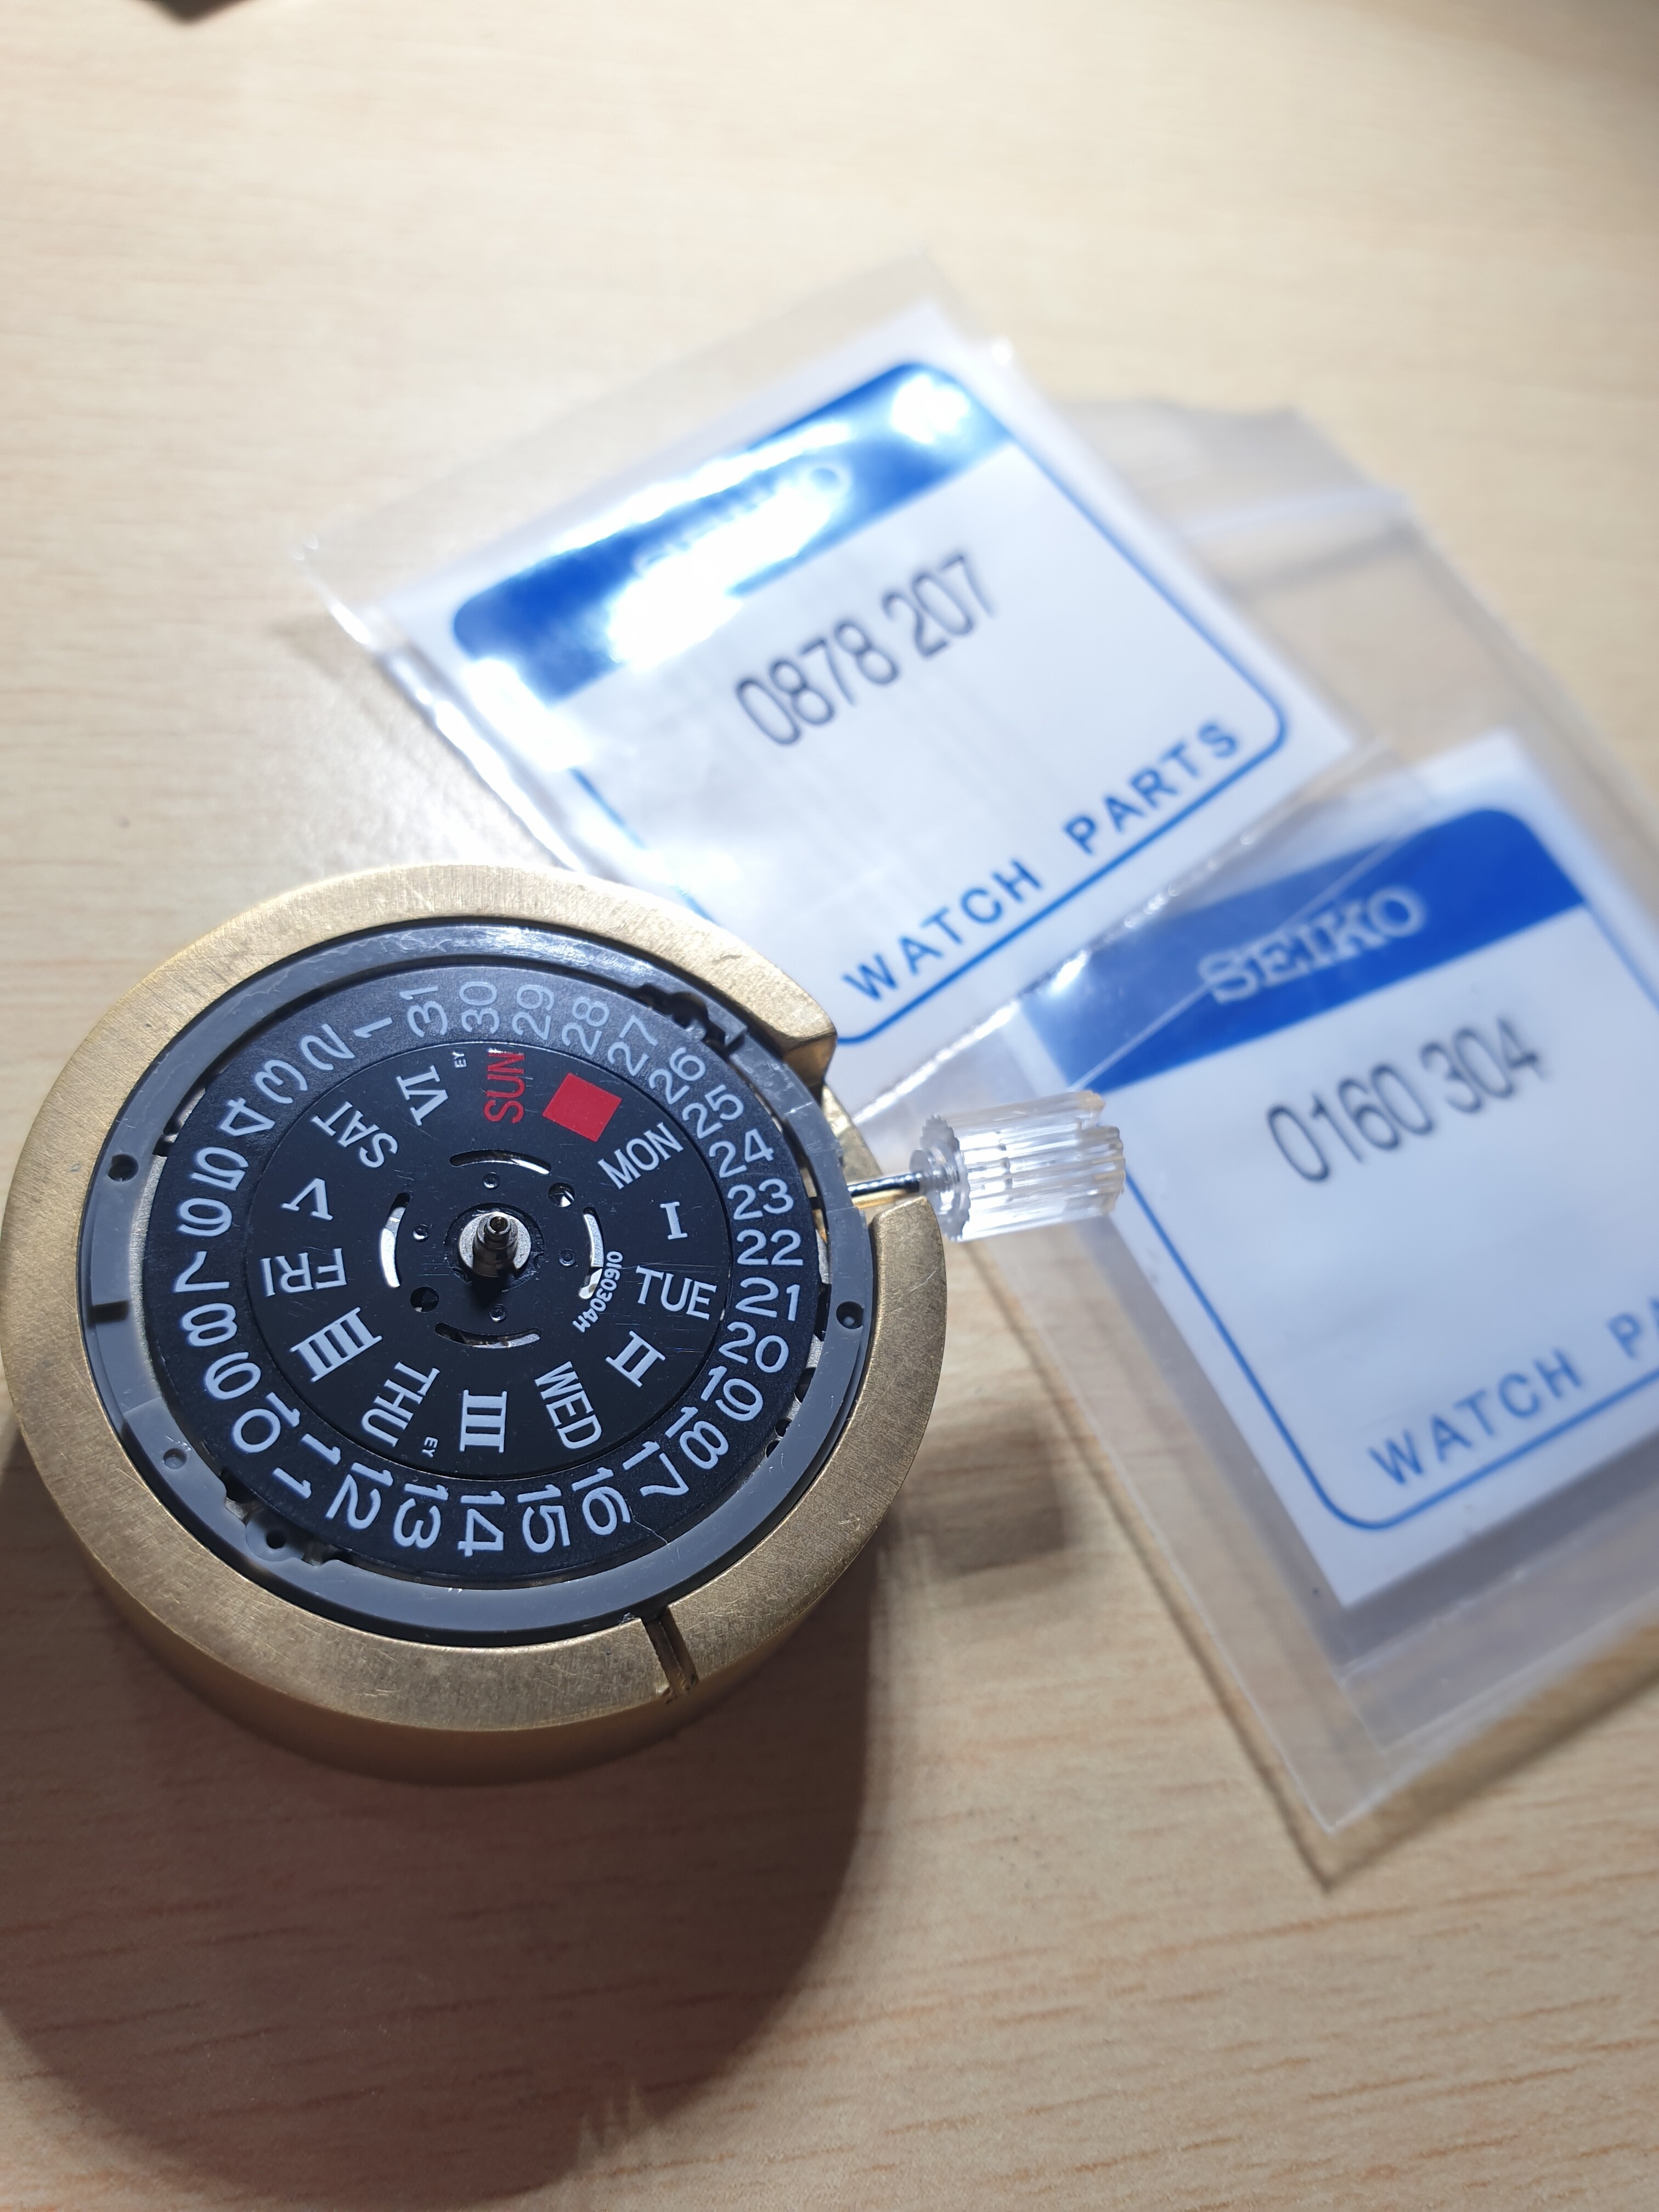 0878 207
WATCH PARTS
SEIKO
0160 304
WATCH PA
1 2 3 4 5 6 7 8 9 10 11 12 13 14 15 16 17 18 19 20 21 22 23 24 25 26 27 28 29 30 31
SUN
MON
I
TUE
II
WED
III
EY
THU
IIII
FRI
V
SAT
VI
EY
0160304M